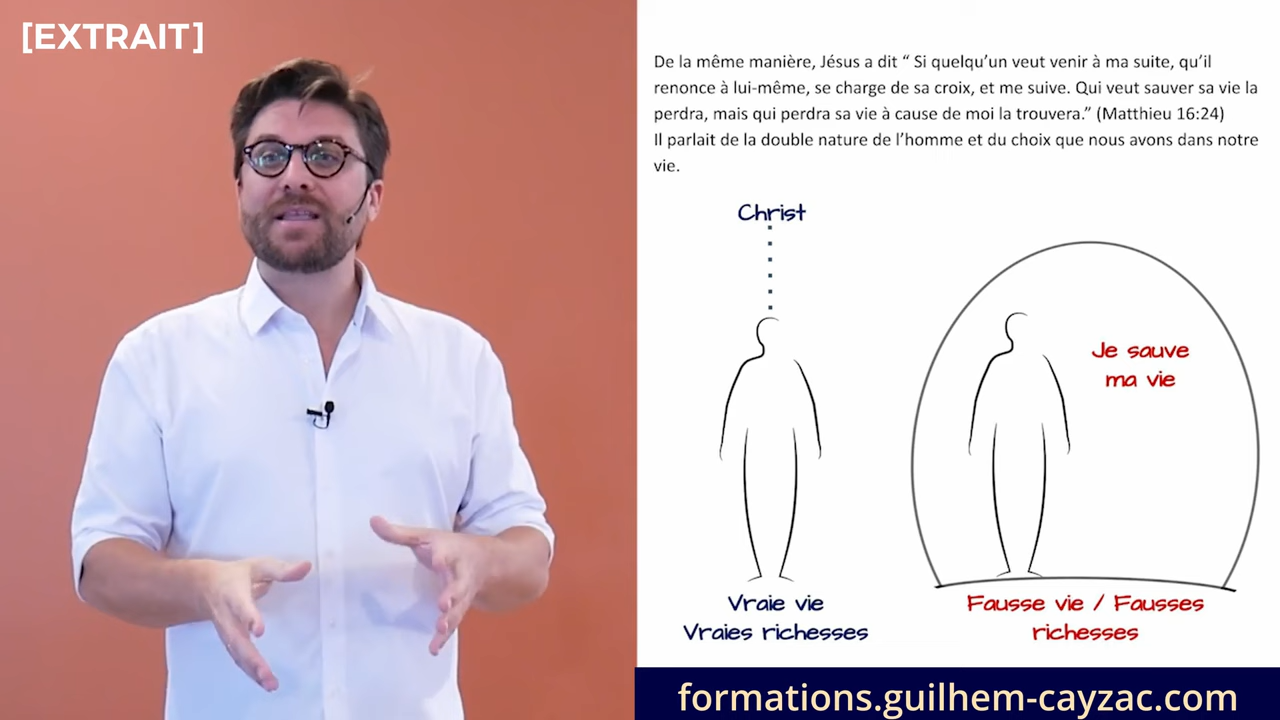 [EXTRAIT]
De la même manière, Jésus a dit “ Si quelqu’un veut venir à ma suite, qu’il
renonce à lui-même, se charge de sa croix, et me suive. Qui veut sauver sa vie la
perdra, mais qui perdra sa vie à cause de moi la trouvera.” (Matthieu 16:24)
Il parlait de la double nature de l’homme et du choix que nous avons dans notre
vie.
Christ
Je sauve
ma vie
Vraie vie
Vraies richesses
Fausse vie / Fausses
richesses
formations.guilhem-cayzac.com